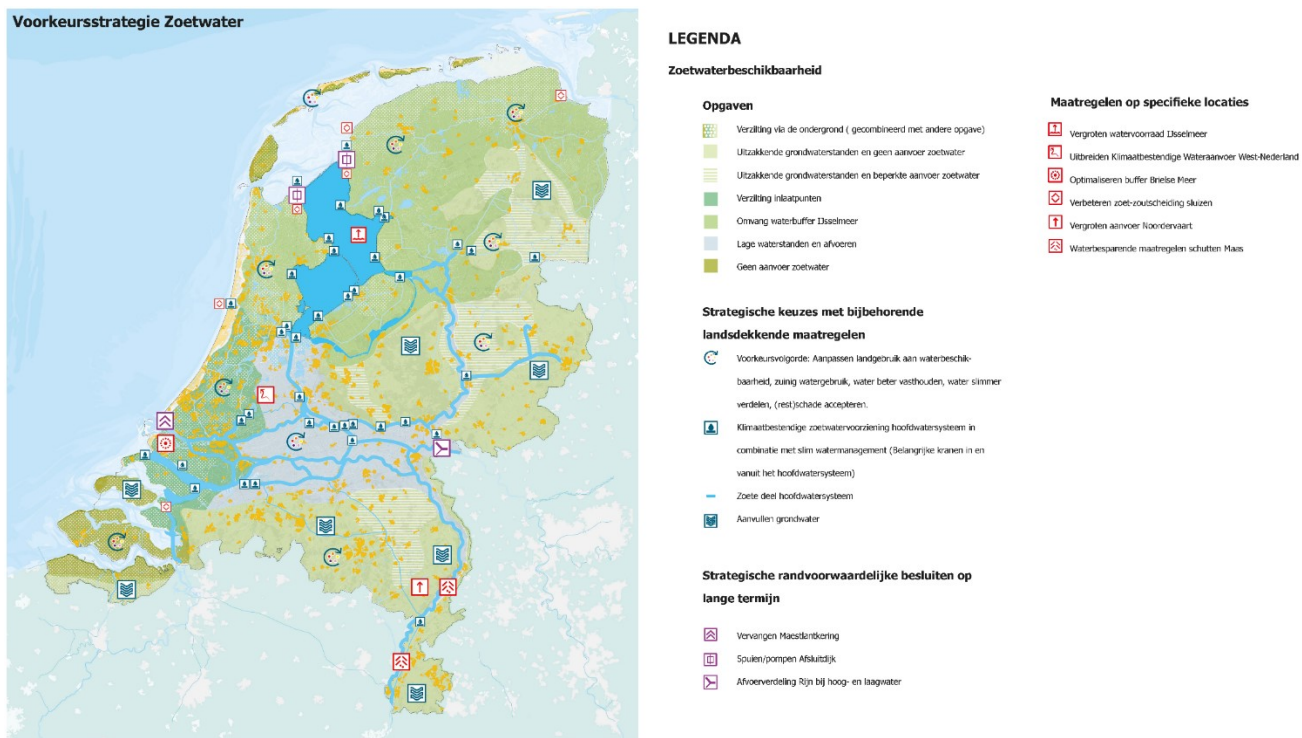 Voorkeursstrategie Zoetwater
LEGENDA
Zoetwaterbeschikbaarheid
Opgaven
Verzilting via de ondergrond ( gecombineerd met andere opgave)
Uitzakkende grondwaterstanden en geen aanvoer zoetwater
Uitzakkende grondwaterstanden en beperkte aanvoer zoetwater
Verzilting inlaatpunten
Omvang waterbuffer IJsselmeer
Lage waterstanden en afvoeren
Geen aanvoer zoetwater
Strategische keuzes met bijbehorende
landsdekkende maatregelen
Voorkeursvolgorde: Aanpassen landgebruik aan waterbeschik-
baarheid, zuinig watergebruik, water beter vasthouden, water slimmer
verdelen, (rest)schade accepteren.
Klimaatbestendige zoetwatervoorziening hoofdwatersysteem in
combinatie met slim watermanagement (Belangrijke kranen in en
vanuit het hoofdwatersysteem)
Zoete deel hoofdwatersysteem
Aanvullen grondwater
Strategische randvoorwaardelijke besluiten op
lange termijn
Vervangen Maestlantkering
Spuien/pompen Afsluitdijk
Afvoerverdeling Rijn bij hoog- en laagwater
Maatregelen op specifieke locaties
Vergroten watervoorraad IJsselmeer
Uitbreiden Klimaatbestendige Wateraanvoer West-Nederland
Optimaliseren buffer Brielse Meer
Verbeteren zoet-zoutscheiding sluizen
Vergroten aanvoer Noordervaart
Waterbesparende maatregelen schutten Maas